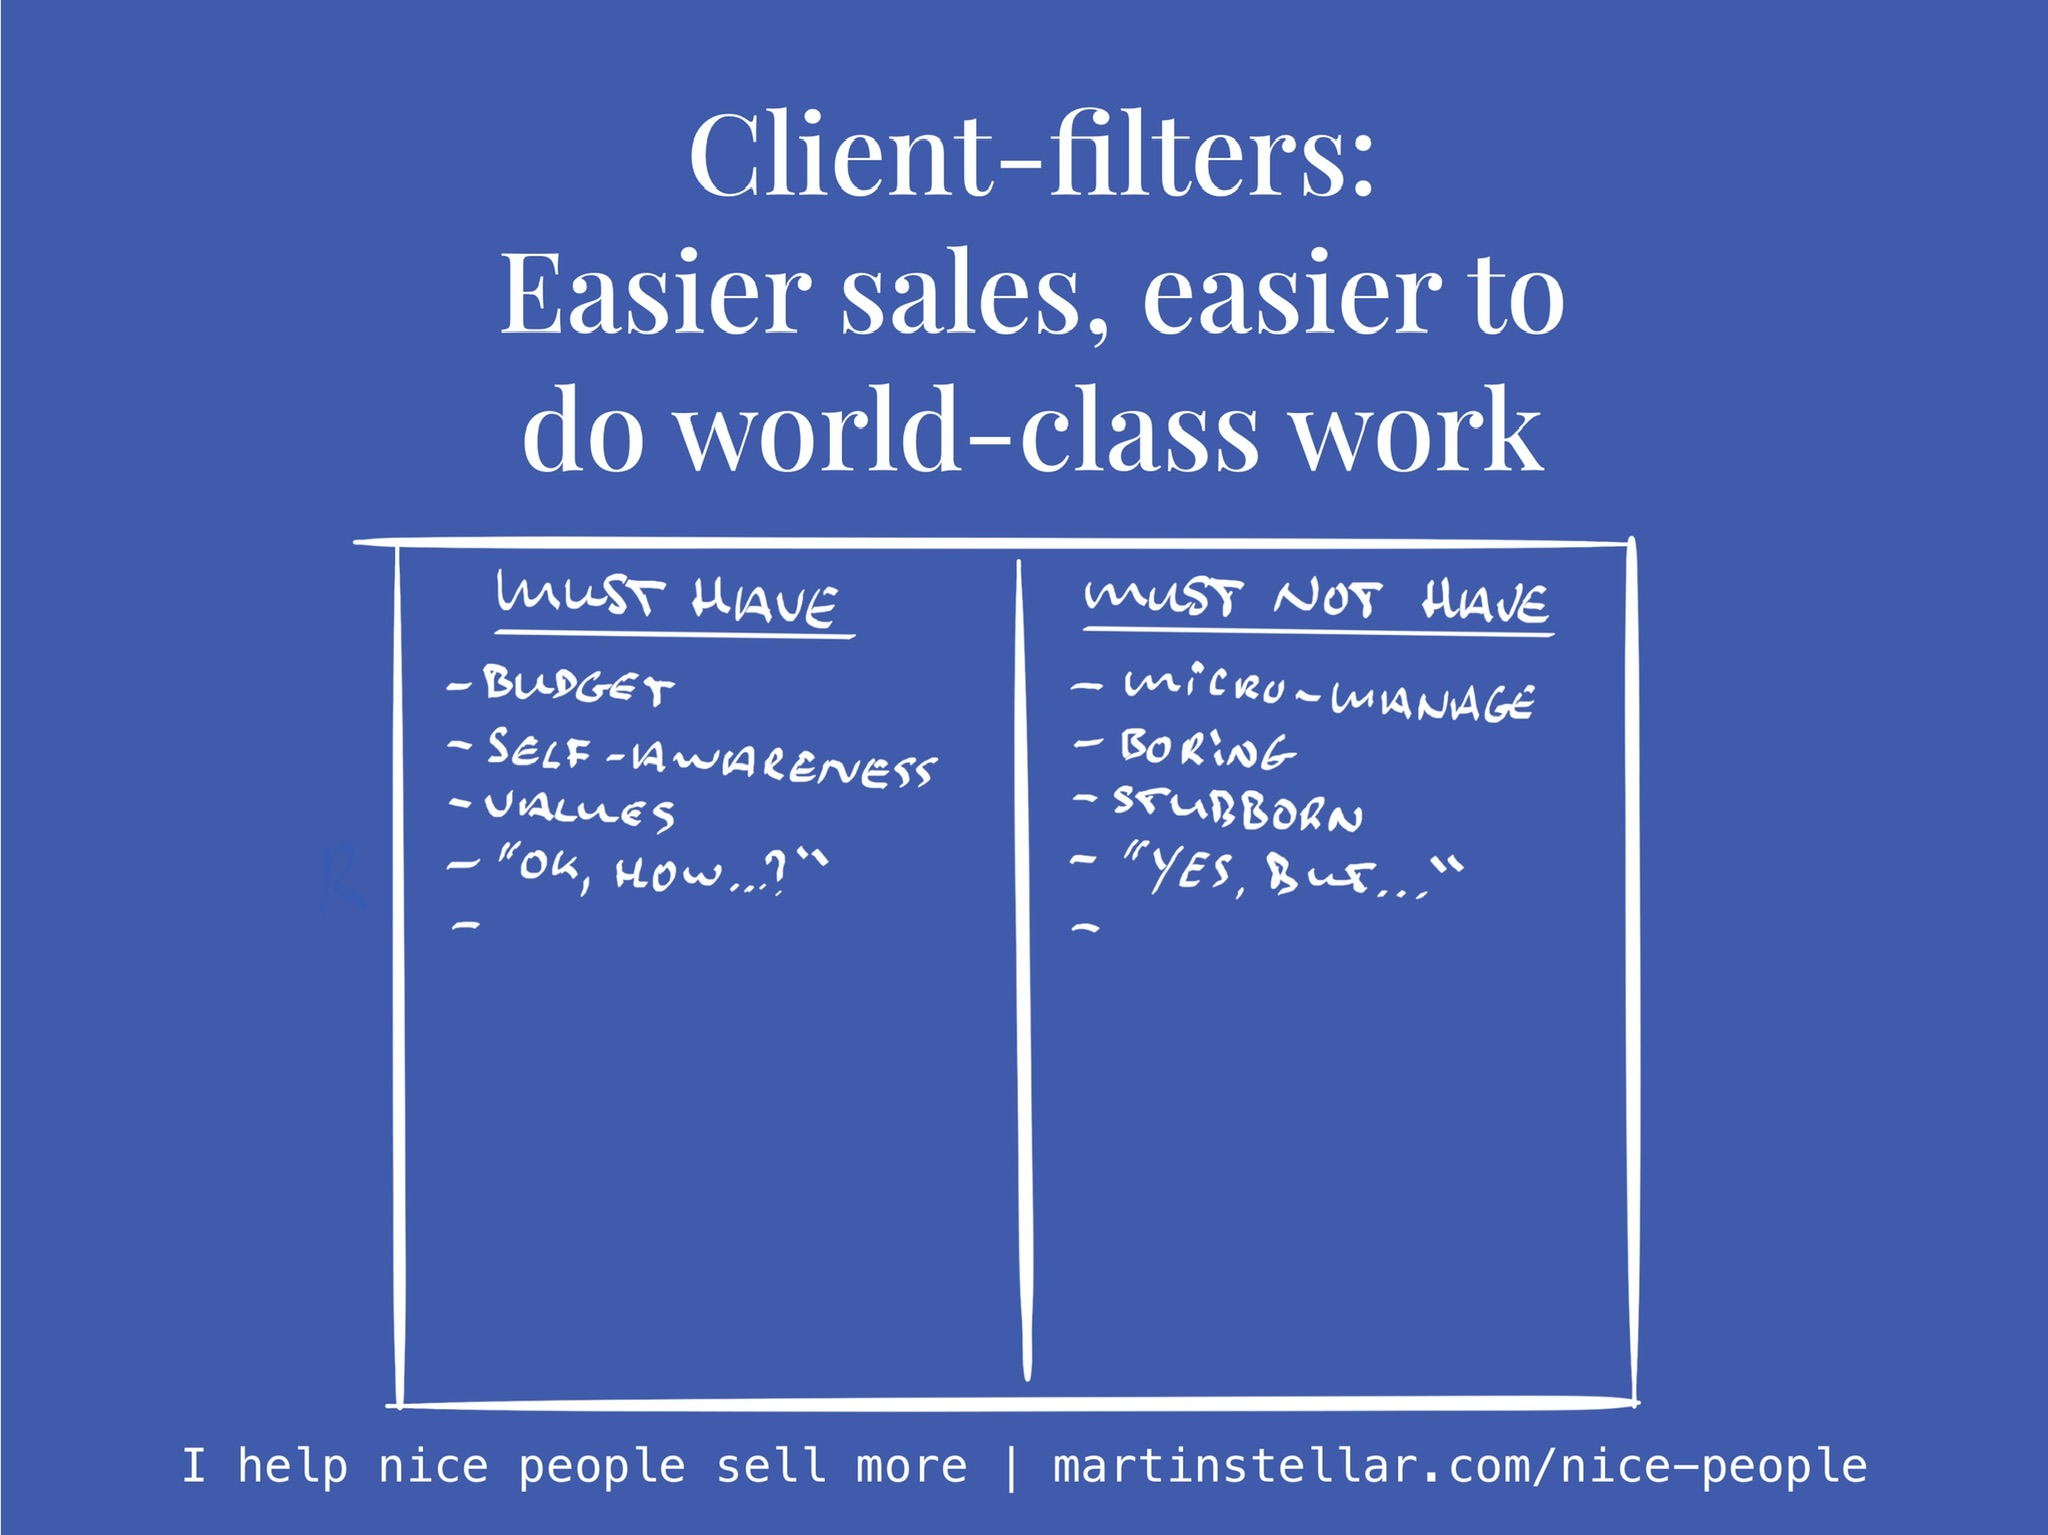 Client-filters:
Easier sales, easier to
do world-class work
MUST HAVE
- BUDGET
- SELF-AWARENESS
- VALUES
- "OK, HOW...?"
-
MUST NOT HAVE
- MICRO-MANAGE
- BORING
- STUBBORN
- "YES, BUT..."
-
R
I help nice people sell more | martinstellar.com/nice-people